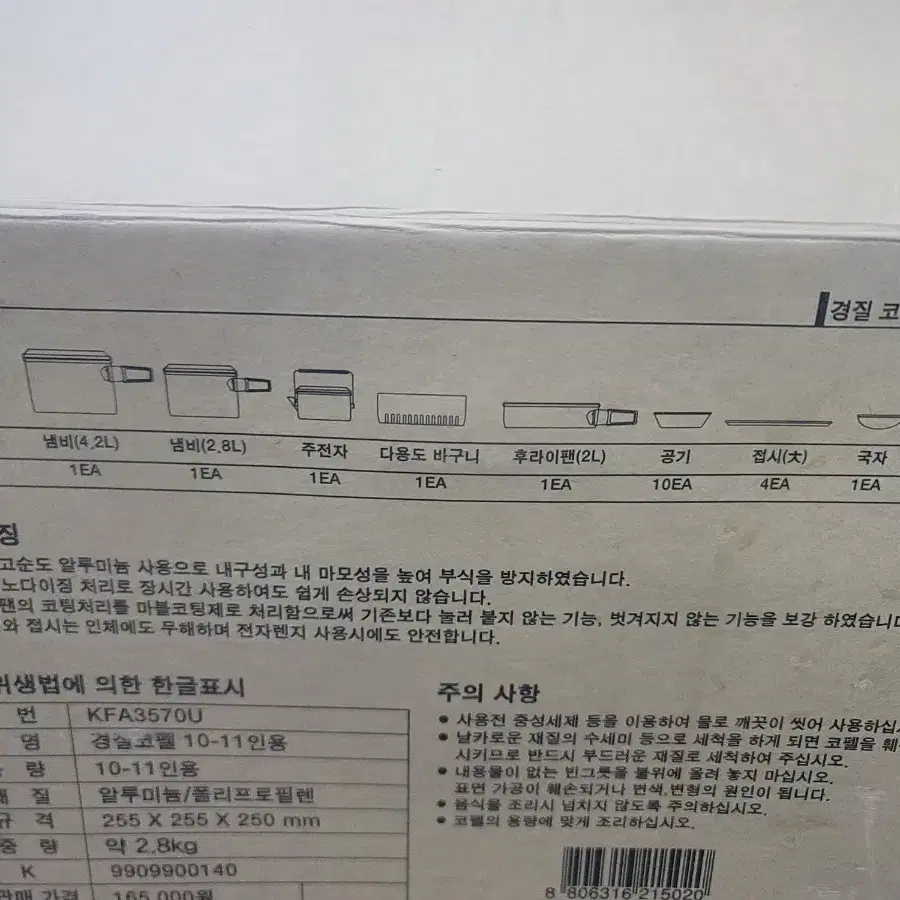 경질 코
냄비(4.2L) 냄비(2.8L) 주전자 다용도 바구니 후라이팬(2L) 공기 접시(大) 국자
1EA 1EA 1EA 1EA 1EA 10EA 4EA 1EA
징
고순도 알루미늄 사용으로 내구성과 내 마모성을 높여 부식을 방지하였습니다.
노다이징 처리로 장시간 사용하여도 쉽게 손상되지 않습니다.
팬의 코팅처리를 마블코팅제로 처리함으로써 기존보다 눌러 붙지 않는 기능, 벗겨지지 않는 기능을 보강 하였습니다
와 접시는 인체에도 무해하며 전자렌지 사용시에도 안전합니다.
위생법에 의한 한글표시
번 KFA3570U
명 경질코펠 10-11인용
량 10-11인용
질 알루미늄/폴리프로필렌
규 격 255 X 255 X 250 mm
중 량 약 2.8kg
K 9909900140
판매 가격 165,000원
주의 사항
● 사용전 중성세제 등을 이용하여 물로 깨끗이 씻어 사용하십시
● 날카로운 재질의 수세미 등으로 세척을 하게 되면 코펠을 훼
시키므로 반드시 부드러운 재질로 세척하여 주십시오.
● 내용물이 없는 빈그릇을 불위에 올려 놓지 마십시오.
표면 가공이 훼손되거나 변색,변형의 원인이 됩니다.
● 음식물 조리시 넘치지 않도록 주의하십시오.
● 코펠의 용량에 맞게 조리하십시오.
8 806316 215020